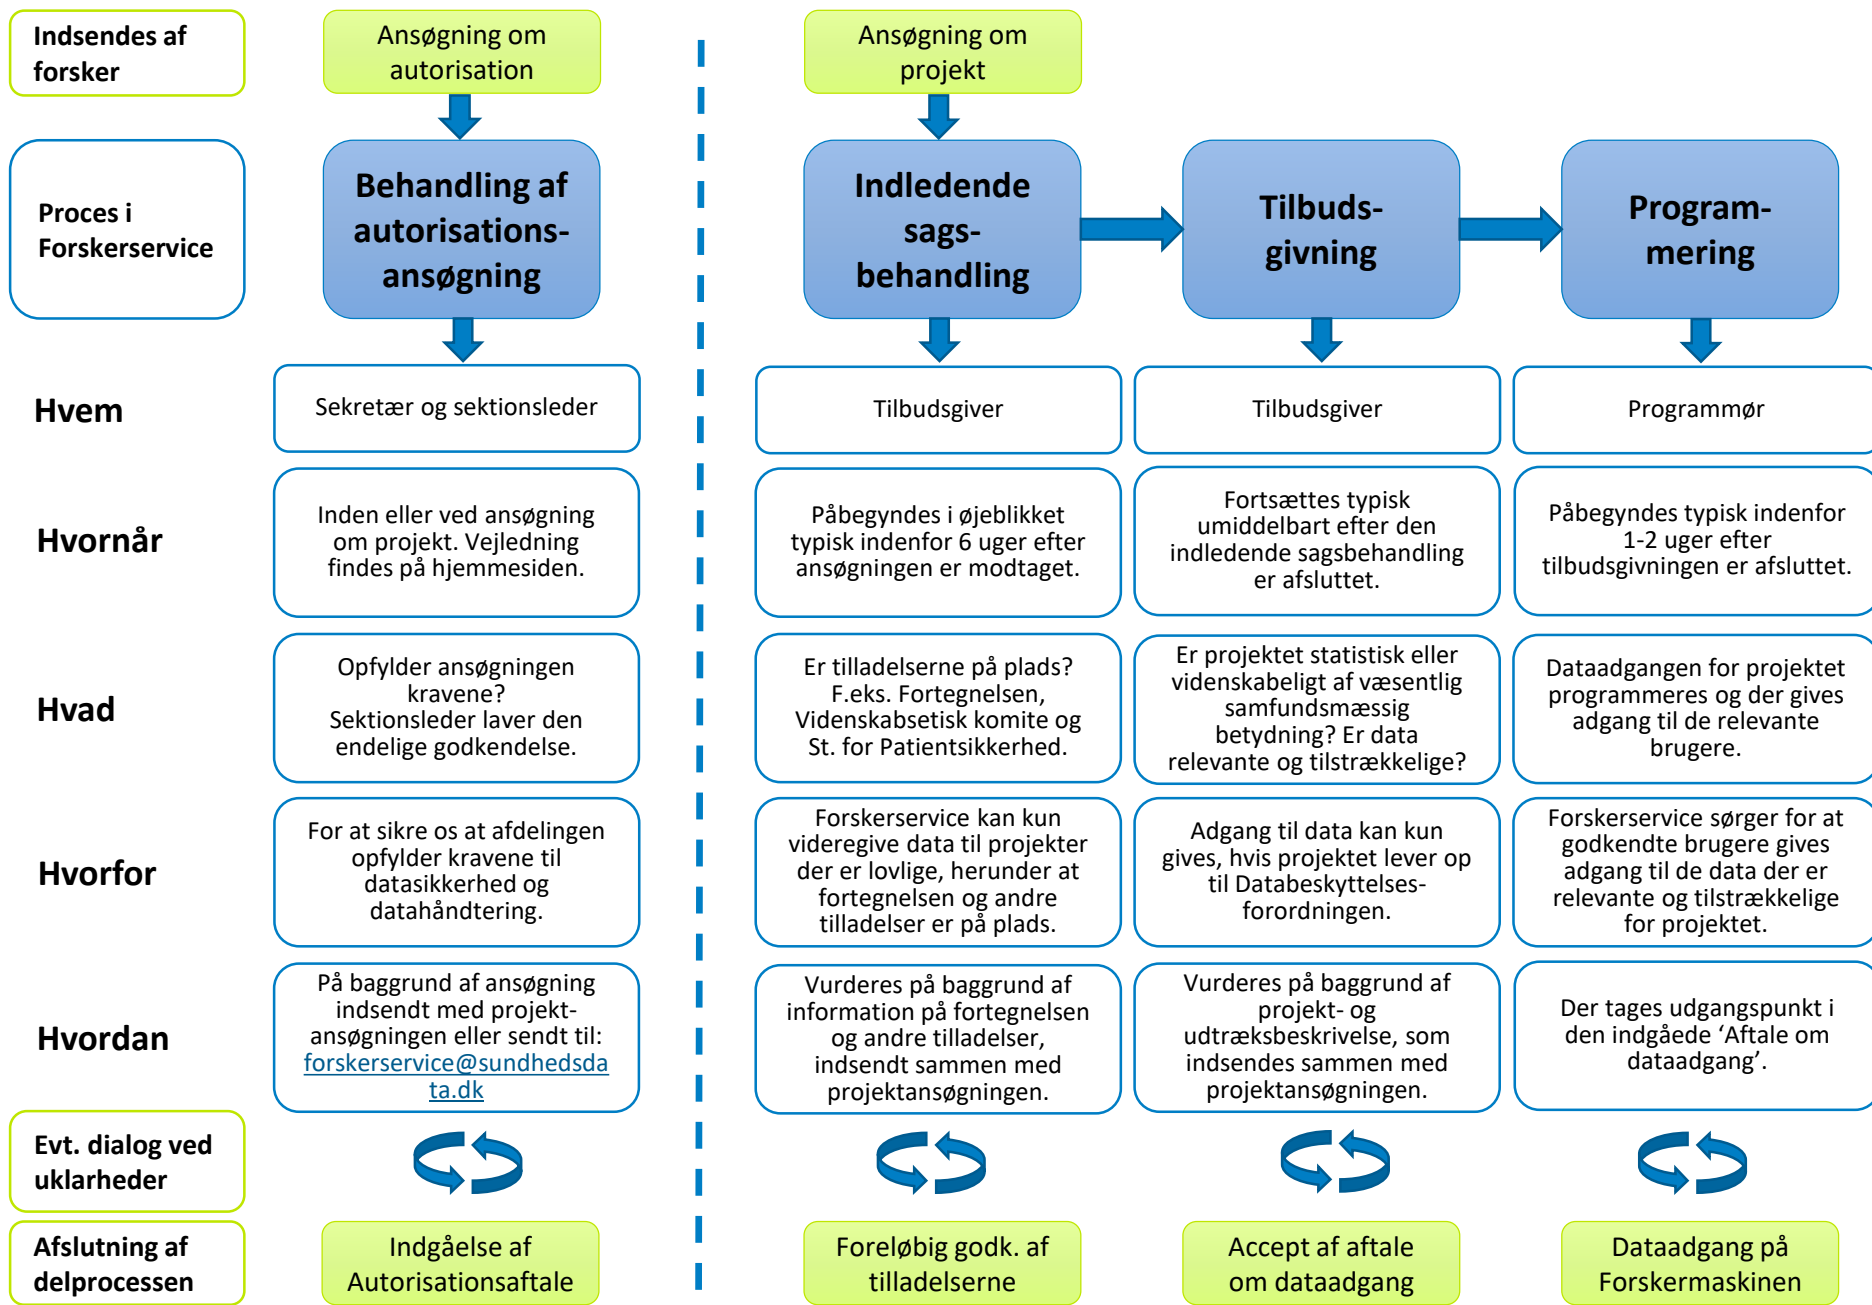 Indsendes af
forsker
Ansøgning om
autorisation
Ansøgning om
projekt
Proces i
Forskerservice
Behandling af
autorisations-
ansøgning
Indledende
sags-
behandling
Tilbuds-
givning
Program-
mering
Hvem
Sekretær og sektionsleder
Tilbudsgiver
Tilbudsgiver
Programmør
Hvornår
Inden eller ved ansøgning
om projekt. Vejledning
findes på hjemmesiden.
Påbegyndes i øjeblikket
typisk indenfor 6 uger efter
ansøgningen er modtaget.
Fortsættes typisk
umiddelbart efter den
indledende sagsbehandling
er afsluttet.
Påbegyndes typisk indenfor
1-2 uger efter
tilbudsgivningen er afsluttet.
Hvad
Opfylder ansøgningen
kravene?
Sektionsleder laver den
endelige godkendelse.
Er tilladelserne på plads?
F.eks. Fortegnelsen,
Videnskabsetisk komite og
St. for Patientsikkerhed.
Er projektet statistisk eller
videnskabeligt af væsentlig
samfundsmæssig
betydning? Er data
relevante og tilstrækkelige?
Dataadgangen for projektet
programmeres og der gives
adgang til de relevante
brugere.
Hvorfor
For at sikre os at afdelingen
opfylder kravene til
datasikkerhed og
datahåndtering.
Forskerservice kan kun
videregive data til projekter
der er lovlige, herunder at
fortegnelsen og andre
tilladelser er på plads.
Adgang til data kan kun
gives, hvis projektet lever op
til Databeskyttelses-
forordningen.
Forskerservice sørger for at
godkendte brugere gives
adgang til de data der er
relevante og tilstrækkelige
for projektet.
Hvordan
På baggrund af ansøgning
indsendt med projekt-
ansøgningen eller sendt til:
forskerservice@sundhedsda
ta.dk
Vurderes på baggrund af
information på fortegnelsen
og andre tilladelser,
indsendt sammen med
projektansøgningen.
Vurderes på baggrund af
projekt- og
udtræksbeskrivelse, som
indsendes sammen med
projektansøgningen.
Der tages udgangspunkt i
den indgåede ‘Aftale om
dataadgang’.
Evt. dialog ved
uklarheder
Afslutning af
delprocessen
Indgåelse af
Autorisationsaftale
Foreløbig godk. af
tilladelserne
Accept af aftale
om dataadgang
Dataadgang på
Forskermaskinen